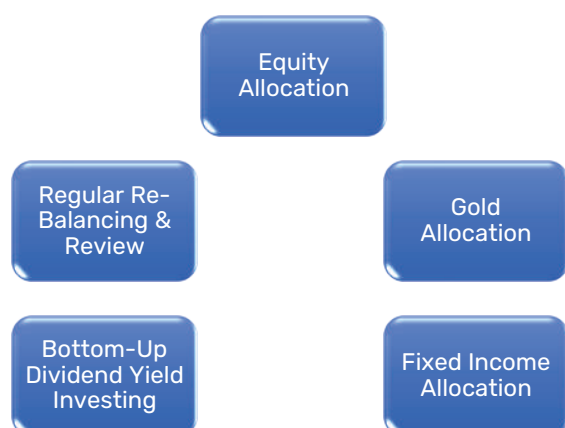 Equity
Allocation
Regular Re-
Balancing &
Review
Gold
Allocation
Bottom-Up
Dividend Yield
Investing
Fixed Income
Allocation